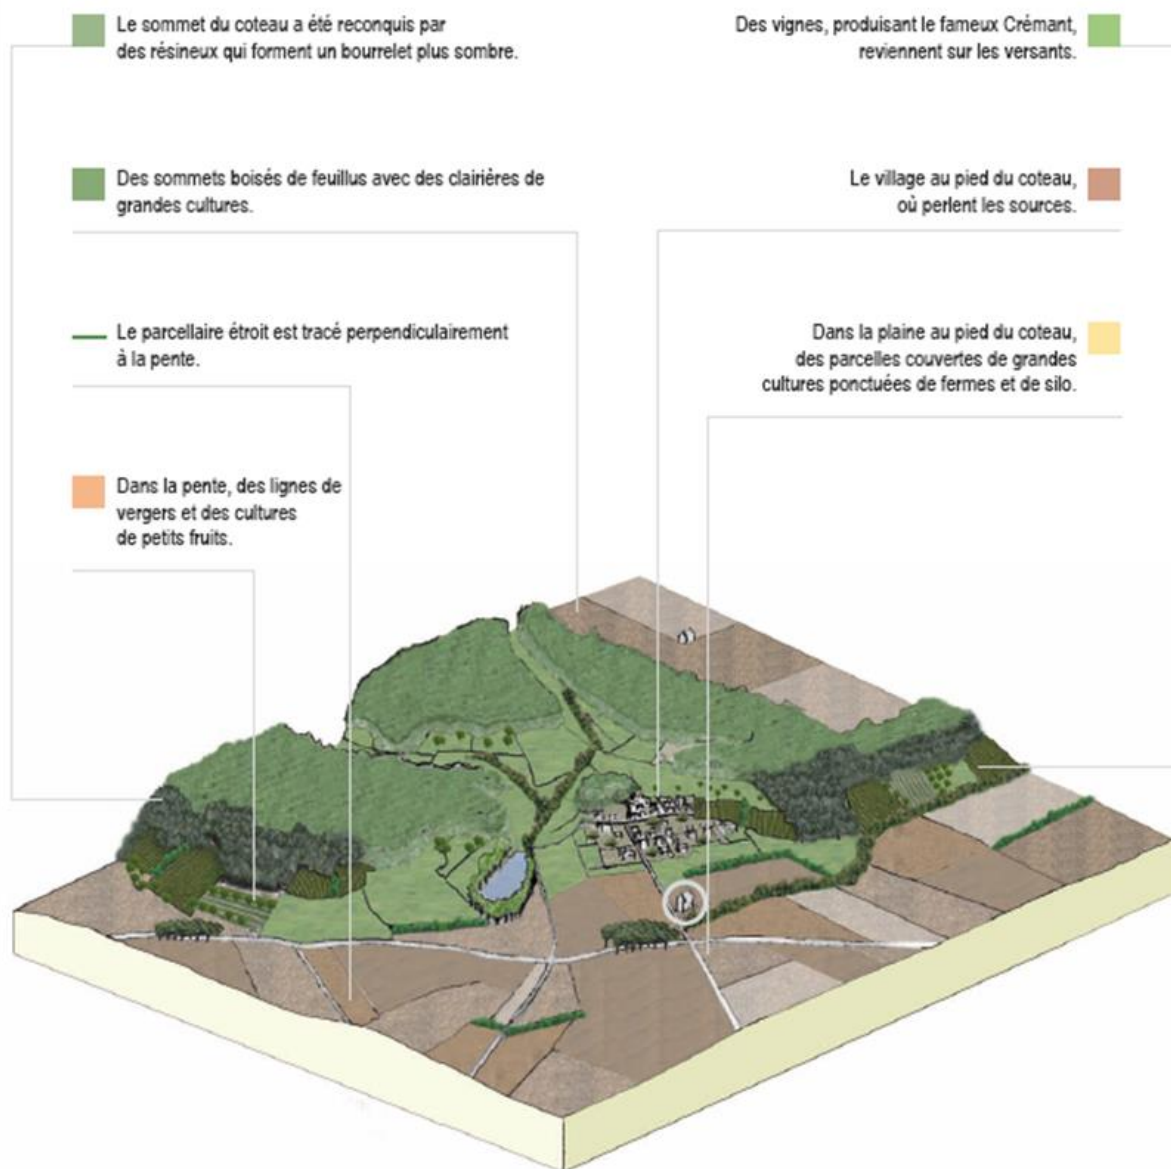 Le sommet du coteau a été reconquis par
des résineux qui forment un bourrelet plus sombre.
Des sommets boisés de feuillus avec des clairières de
grandes cultures.
Le parcellaire étroit est tracé perpendiculairement
à la pente.
Dans la pente, des lignes de
vergers et des cultures
de petits fruits.
Des vignes, produisant le fameux Crémant,
reviennent sur les versants.
Le village au pied du coteau,
où perlent les sources.
Dans la plaine au pied du coteau,
des parcelles couvertes de grandes
cultures ponctuées de fermes et de silo.